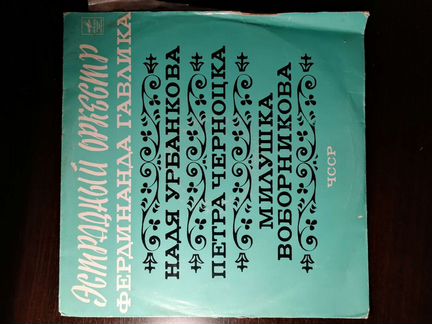 Эстрадный оркестр
ФЕРДИНАНДА ГАВЛИКА
НАДЯ УРБАНКОВА
ПЕТРА ЧЕРНОЦКА
МИЛУШКА
ВОБОРНИКОВА
ЧССР